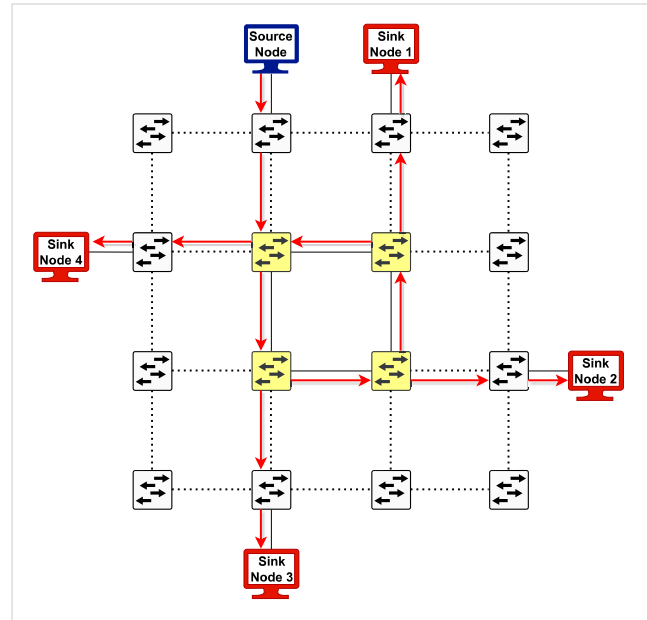 Source
Node
Sink
Node 1
Sink
Node 4
Sink
Node 2
Sink
Node 3